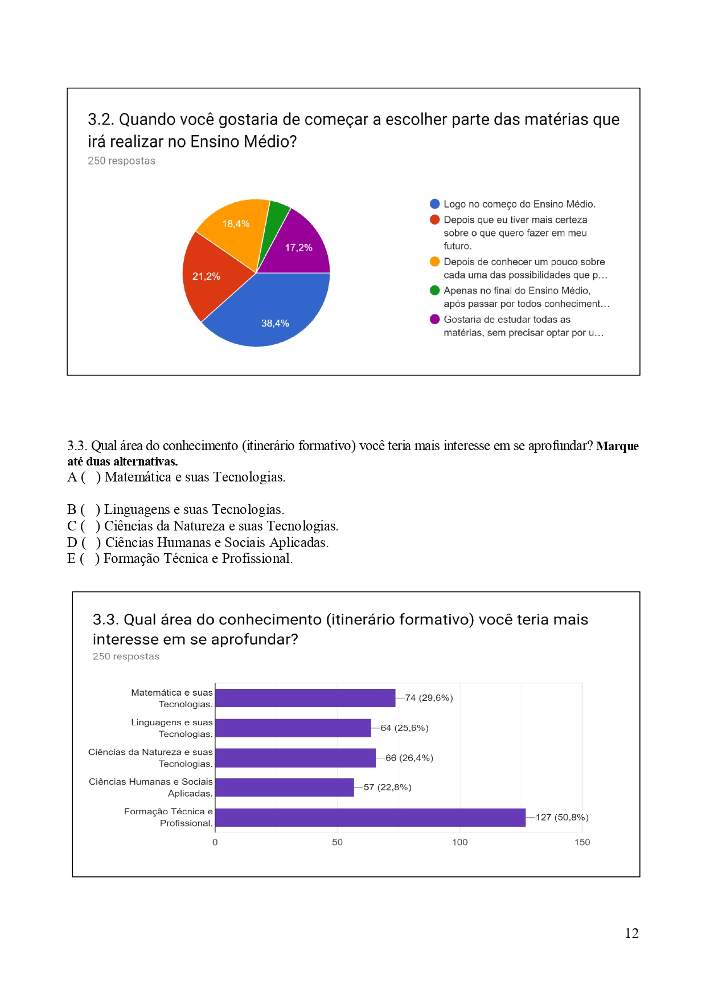 3.2. Quando você gostaria de começar a escolher parte das matérias que
irá realizar no Ensino Médio?
250 respostas
18,4%
17,2%
21,2%
38,4%
Logo no começo do Ensino Médio.
Depois que eu tiver mais certeza
sobre o que quero fazer em meu
futuro.
Depois de conhecer um pouco sobre
cada uma das possibilidades que p…
Apenas no final do Ensino Médio,
após passar por todos conheciment…
Gostaria de estudar todas as
matérias, sem precisar optar por u…
3.3. Qual área do conhecimento (itinerário formativo) você teria mais interesse em se aprofundar? Marque
até duas alternativas.
A (   ) Matemática e suas Tecnologias.
B (   ) Linguagens e suas Tecnologias.
C (   ) Ciências da Natureza e suas Tecnologias.
D (   ) Ciências Humanas e Sociais Aplicadas.
E (   ) Formação Técnica e Profissional.
3.3. Qual área do conhecimento (itinerário formativo) você teria mais
interesse em se aprofundar?
250 respostas
Matemática e suas
Tecnologias.
74 (29,6%)
Linguagens e suas
Tecnologias.
64 (25,6%)
Ciências da Natureza e suas
Tecnologias.
66 (26,4%)
Ciências Humanas e Sociais
Aplicadas.
57 (22,8%)
Formação Técnica e
Profissional.
127 (50,8%)
0 50 100 150
12